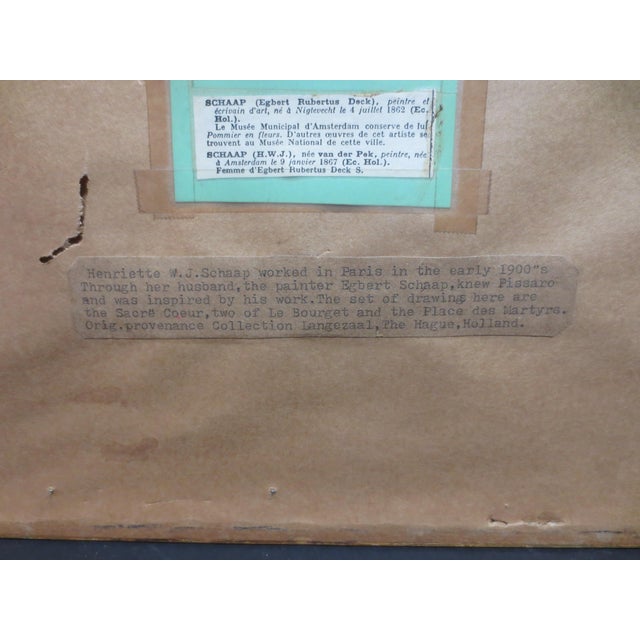 SCHAAP (Egbert Rubertus Deck), peintre et
écrivain d'art, né à Nigtevecht le 4 juillet 1862 (Ec.
Hol.).
Le Musée Municipal d'Amsterdam conserve de lui
Pommier en fleurs. D'autres œuvres de cet artiste se
trouvent au Musée National de cette ville.
SCHAAP (H.W.J.), née van der Pek, peintre, née
à Amsterdam le 9 janvier 1867 (Ec. Hol.).
Femme d'Egbert Rubertus Deck S.
Henriette W.J.Schaap worked in Paris in the early 1900"s
Through her husband,the painter Egbert Schaap,knew Pissaro
and was inspired by his work.The set of drawing here are
the Sacrë Coeur,two of Le Bourget and the Place des Martyrs.
Orig.provenance Collection Langezaal,The Hague,Holland.